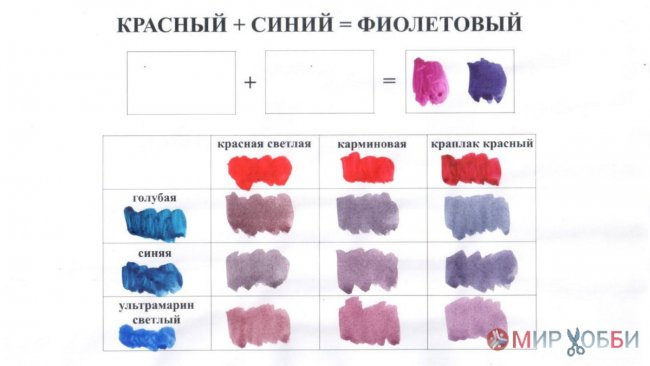 КРАСНЫЙ + СИНИЙ = ФИОЛЕТОВЫЙ
+ =
красная светлая карминовая краплак красный
голубая
синяя
ультрамарин
светлый
МИР ХОББИ